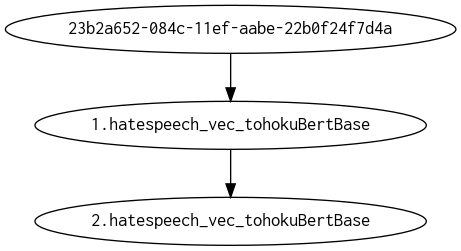 23b2a652-084c-11ef-aabe-22b0f24f7d4a
1.hatespeech_vec_tohokuBertBase
2.hatespeech_vec_tohokuBertBase